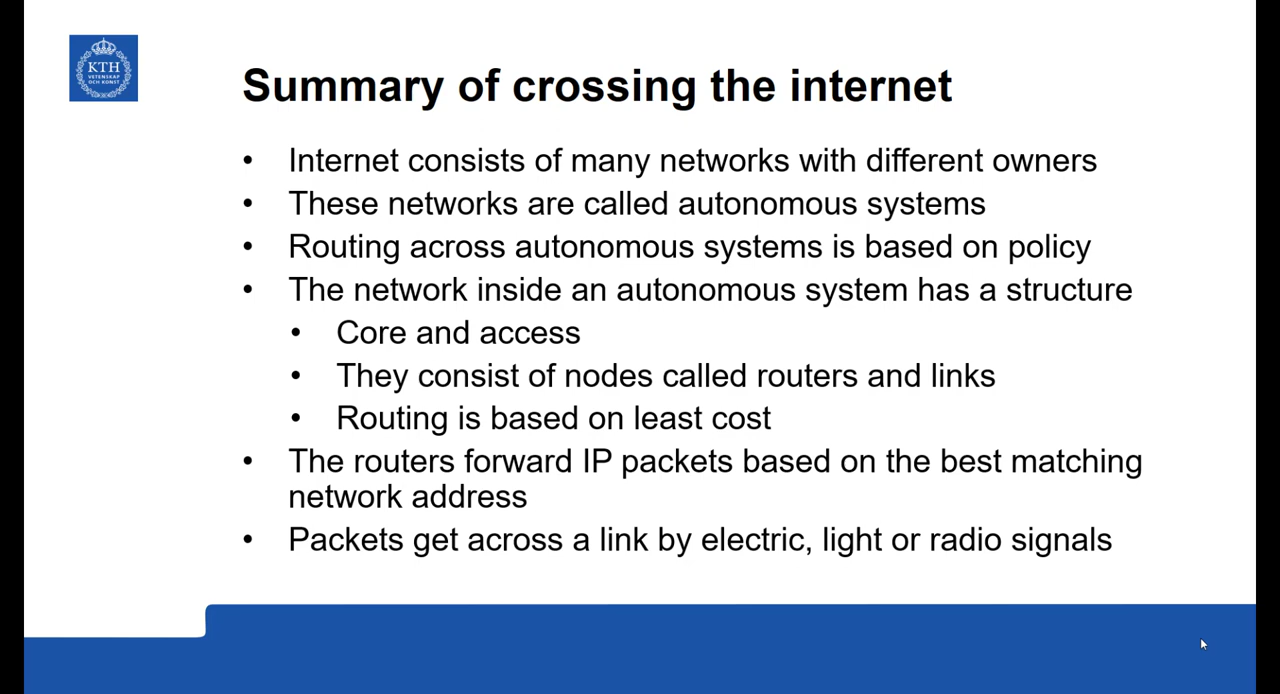 KTH
VETENSKAP
OCH KONST
Summary of crossing the internet
• Internet consists of many networks with different owners
• These networks are called autonomous systems
• Routing across autonomous systems is based on policy
• The network inside an autonomous system has a structure
• Core and access
• They consist of nodes called routers and links
• Routing is based on least cost
• The routers forward IP packets based on the best matching
network address
• Packets get across a link by electric, light or radio signals